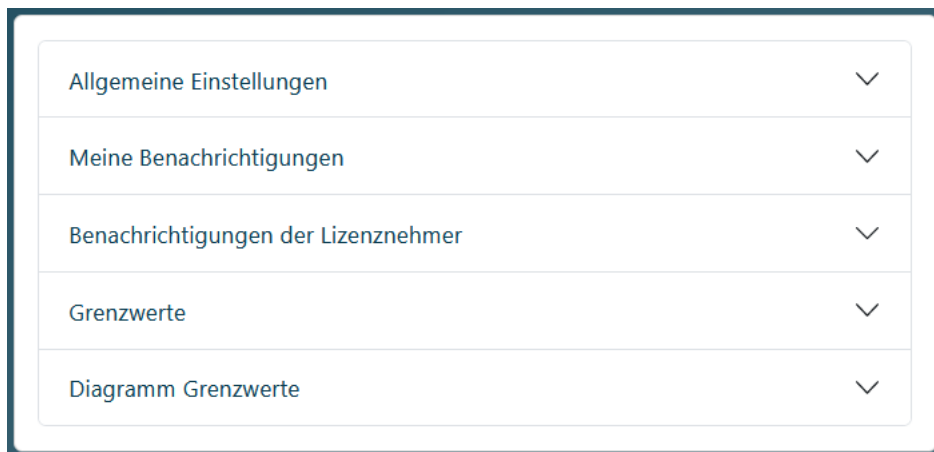 Allgemeine Einstellungen
Meine Benachrichtigungen
Benachrichtigungen der Lizenznehmer
Grenzwerte
Diagramm Grenzwerte